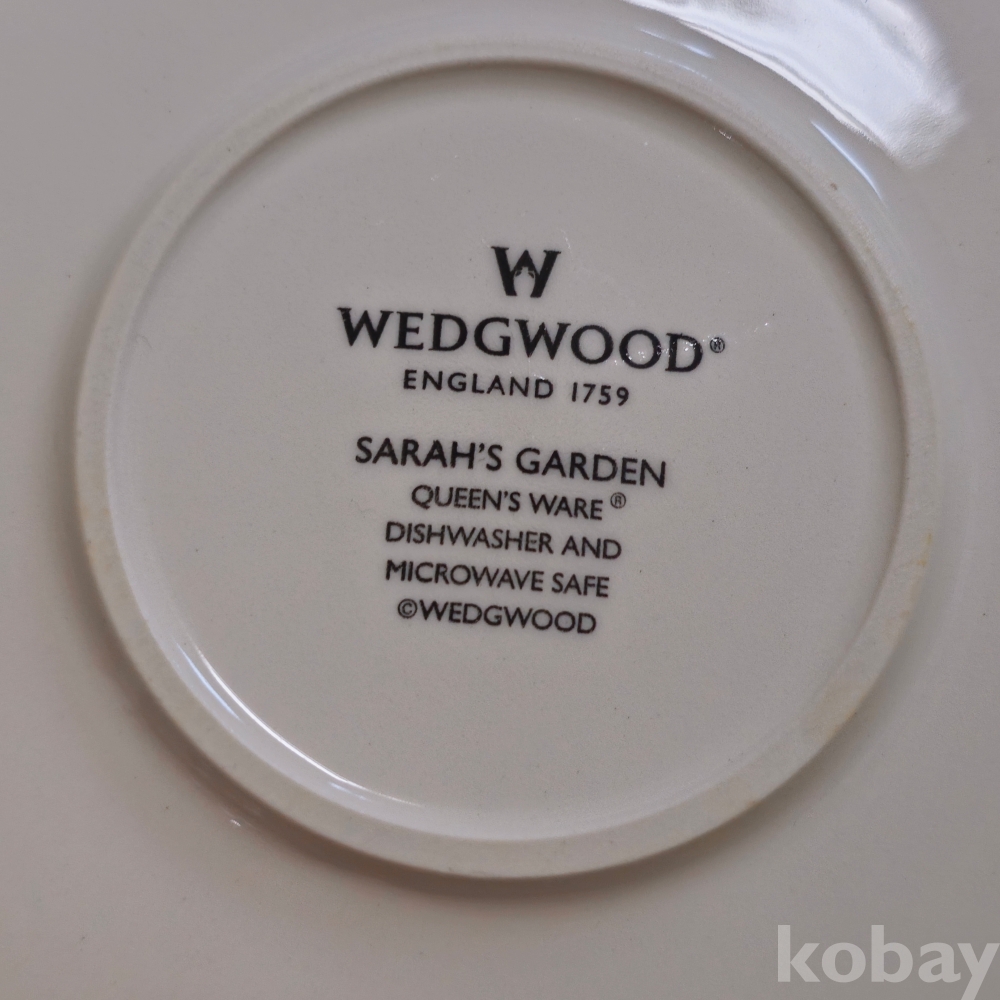 W
WEDGWOOD®
ENGLAND 1759
SARAH'S GARDEN
QUEEN'S WARE ®
DISHWASHER AND
MICROWAVE SAFE
©WEDGWOOD
kobay